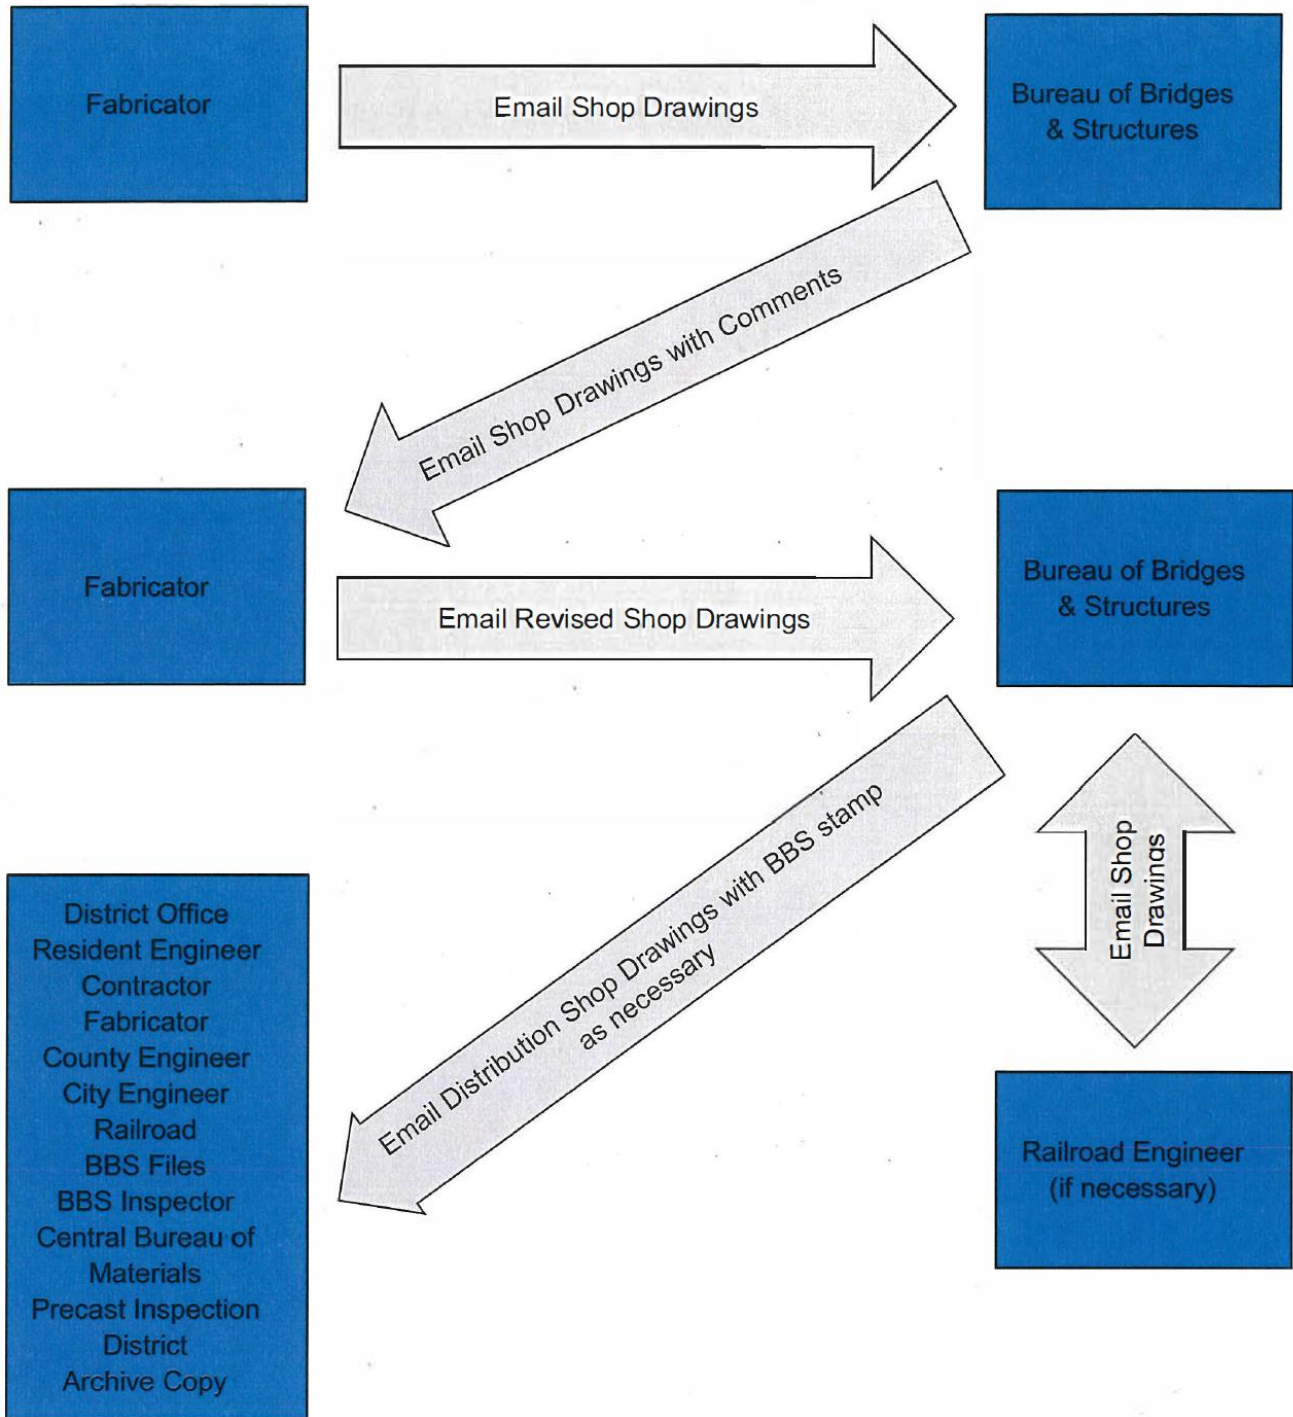 Fabricator
Email Shop Drawings
Bureau of Bridges
& Structures
Email Shop Drawings with Comments
Fabricator
Email Revised Shop Drawings
Bureau of Bridges
& Structures
Email Distribution Shop Drawings with BBS stamp
as necessary
Email Shop
Drawings
District Office
Resident Engineer
Contractor
Fabricator
County Engineer
City Engineer
Railroad
BBS Files
BBS Inspector
Central Bureau of
Materials
Precast Inspection
District
Archive Copy
Railroad Engineer
(if necessary)